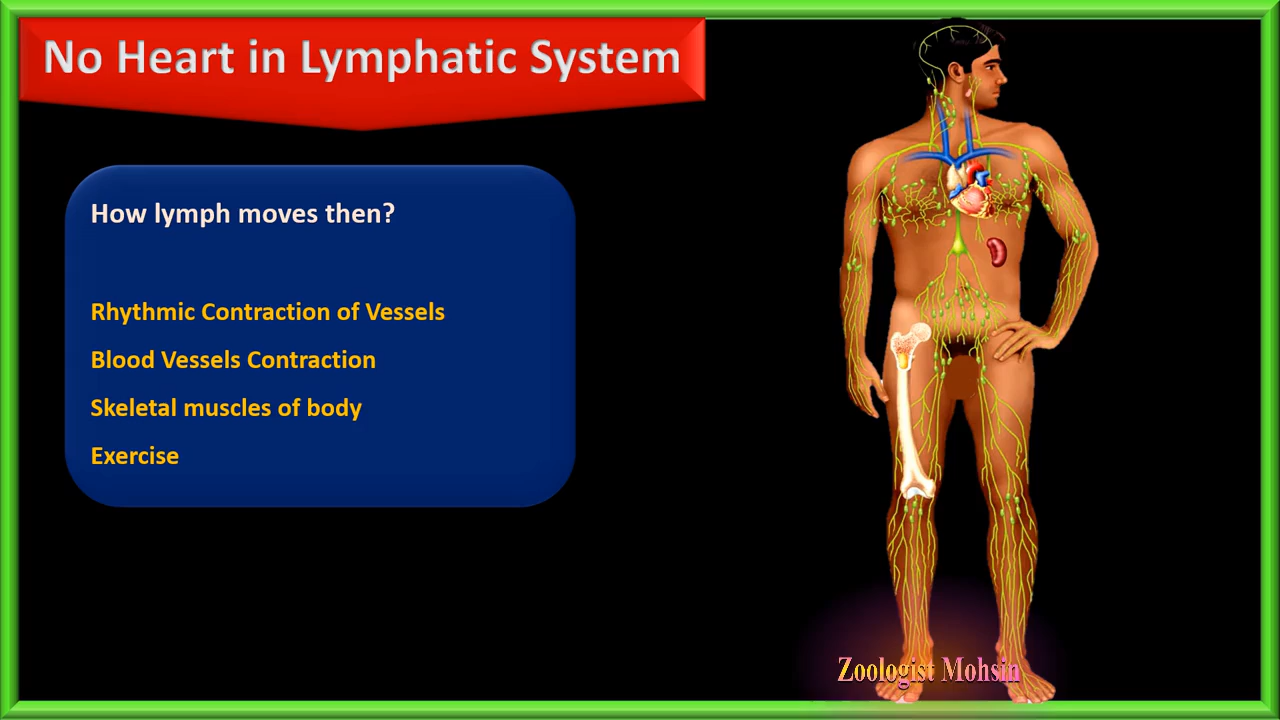 No Heart in Lymphatic System
How lymph moves then?
Rhythmic Contraction of Vessels
Blood Vessels Contraction
Skeletal muscles of body
Exercise
Zoologist Mohsin